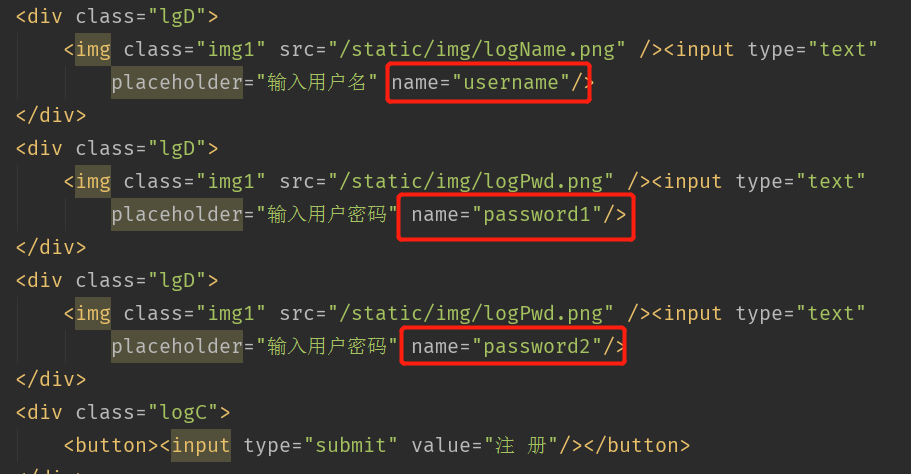 <div class="lgD">
<img class="img1" src="/static/img/logName.png" /><input type="text"
placeholder="输入用户名" name="username"/>
</div>
<div class="lgD">
<img class="img1" src="/static/img/logPwd.png" /><input type="text"
placeholder="输入用户密码" name="password1"/>
</div>
<div class="lgD">
<img class="img1" src="/static/img/logPwd.png" /><input type="text"
placeholder="输入用户密码" name="password2"/>
</div>
<div class="logC">
<button><input type="submit" value="注 册"/></button>